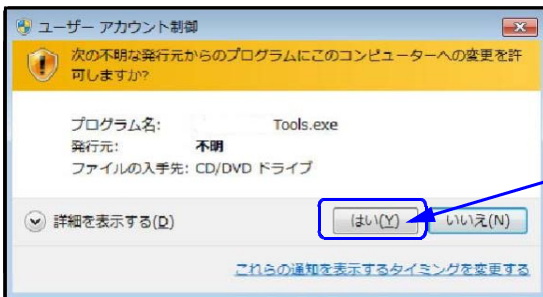 ユーザー アカウント制御
次の不明な発行元からのプログラムにこのコンピューターへの変更を許
可しますか?
プログラム名: Tools.exe
発行元: 不明
ファイルの入手先: CD/DVD ドライブ
詳細を表示する(D) はい(Y) いいえ(N)
これらの通知を表示するタイミングを変更する